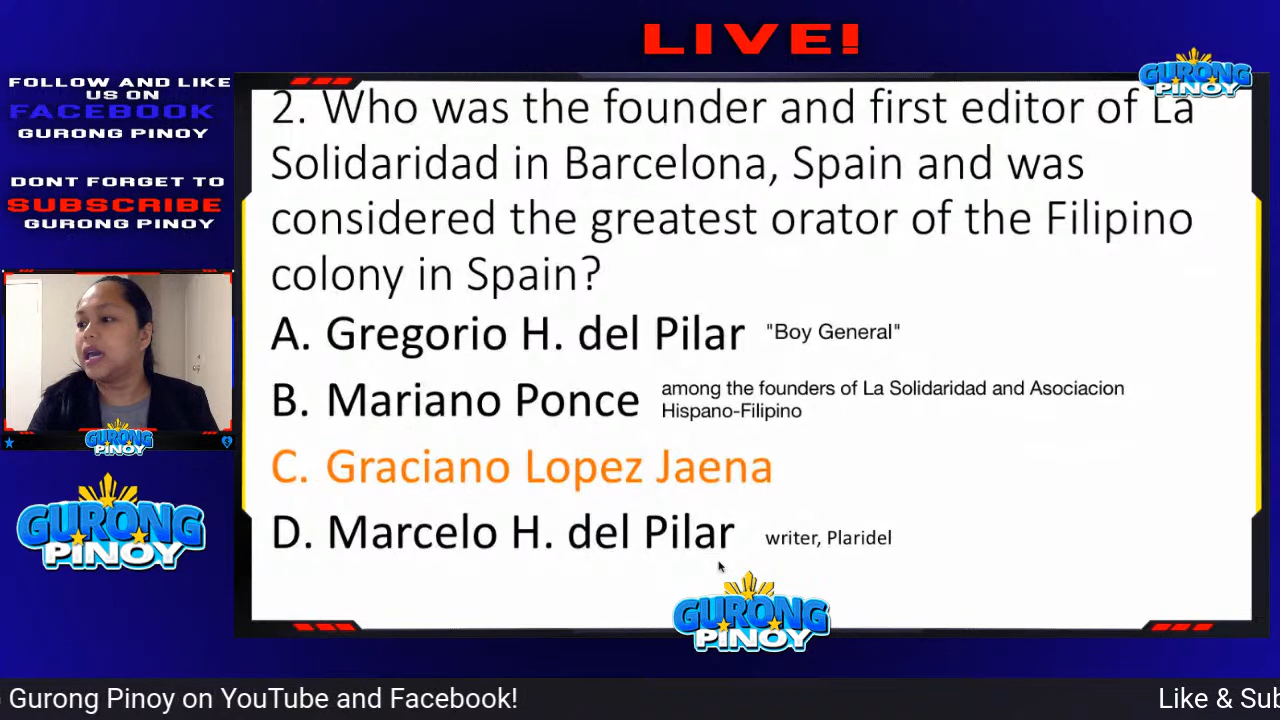 LIVE!
FOLLOW AND LIKE
US ON
FACEBOOK
GURONG PINOY
DONT FORGET TO
SUBSCRIBE
GURONG PINOY
GURONG
PINOY
GURONG
PINOY
GURONG
PINOY
2. Who was the founder and first editor of La
Solidaridad in Barcelona, Spain and was
considered the greatest orator of the Filipino
colony in Spain?
A. Gregorio H. del Pilar "Boy General"
B. Mariano Ponce among the founders of La Solidaridad and Asociacion
Hispano-Filipino
C. Graciano Lopez Jaena
D. Marcelo H. del Pilar writer, Plaridel
GURONG
PINOY
Gurong Pinoy on YouTube and Facebook! Like & Sub